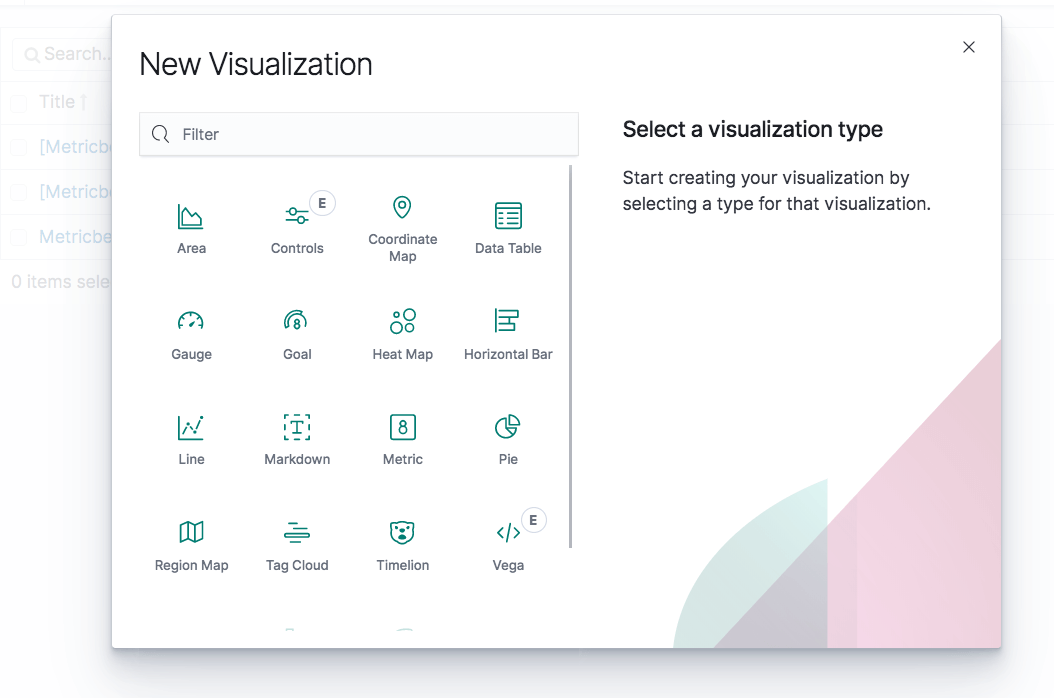 New Visualization
Search...
Filter
Select a visualization type
Title
Start creating your visualization by
selecting a type for that visualization.
[Metricbe
[Metricbe
Metricbe
0 items sele
E
Area
Controls
Coordinate
Map
Data Table
8
Gauge
Goal
Heat Map
Horizontal Bar
T
8
Line
Markdown
Metric
Pie
E
Region Map
Tag Cloud
Timelion
Vega